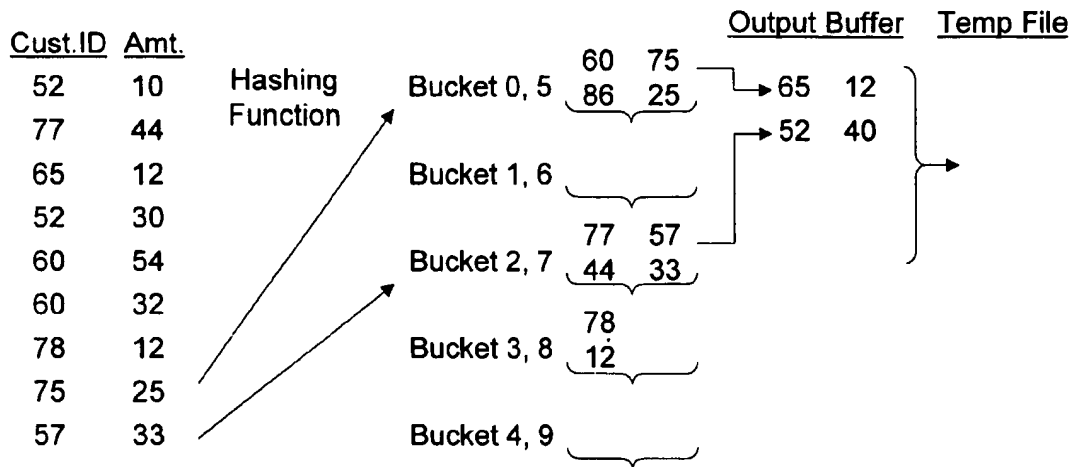 Output Buffer Temp File
Cust.ID Amt.
Hashing Function
52 10
77 44
65 12
52 30
60 54
60 32
78 12
75 25
57 33
Bucket 0, 5
60 75
86 25
Bucket 1, 6
Bucket 2, 7
77 57
44 33
Bucket 3, 8
78
12
Bucket 4, 9
65 12
52 40